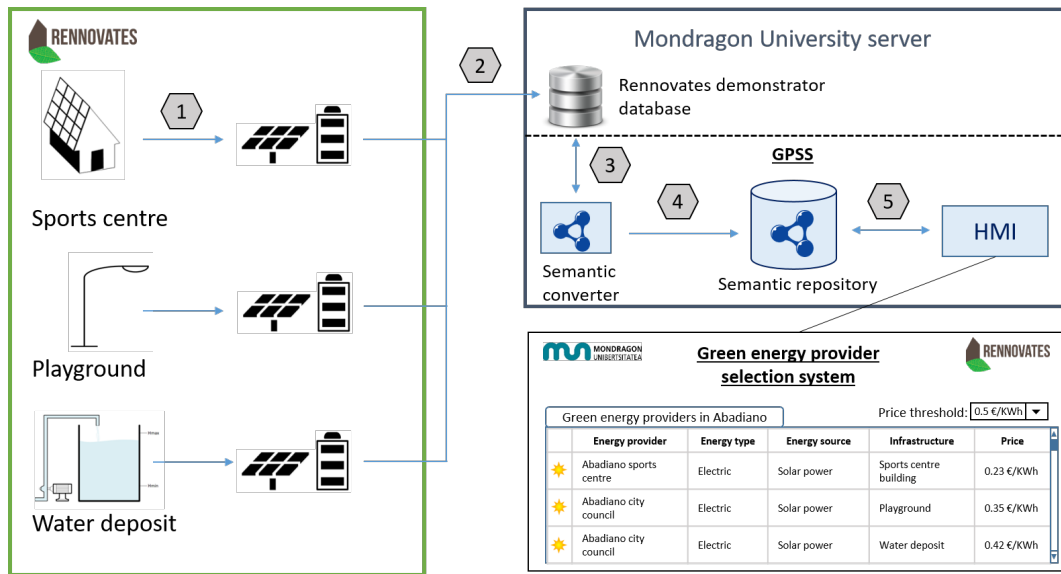 RENNOVATES
1
Sports centre
Playground
Water deposit
2
Mondragon University server
Rennovates demonstrator
database
GPSS
3
4
5
HMI
Semantic
converter
Semantic repository
MONDRAGON
UNIBERTSITATEA
Green energy provider
selection system
RENNOVATES
Green energy providers in Abadiano
Price threshold: 0.5 €/KWh
Energy provider Energy type Energy source Infrastructure Price
Abadiano sports
centre
Electric
Solar power
Sports centre
building
0.23 €/KWh
Abadiano city
council
Electric
Solar power
Playground
0.35 €/KWh
Abadiano city
council
Electric
Solar power
Water deposit
0.42 €/KWh